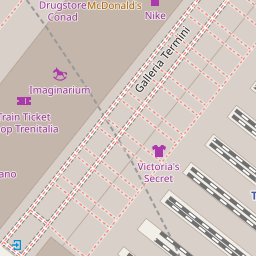 Drugstore
McDonald's
Conad
Nike
Galleria Termini
Imaginarium
Train Ticket
op Trenitalia
Victoria's
Secret
ano
T